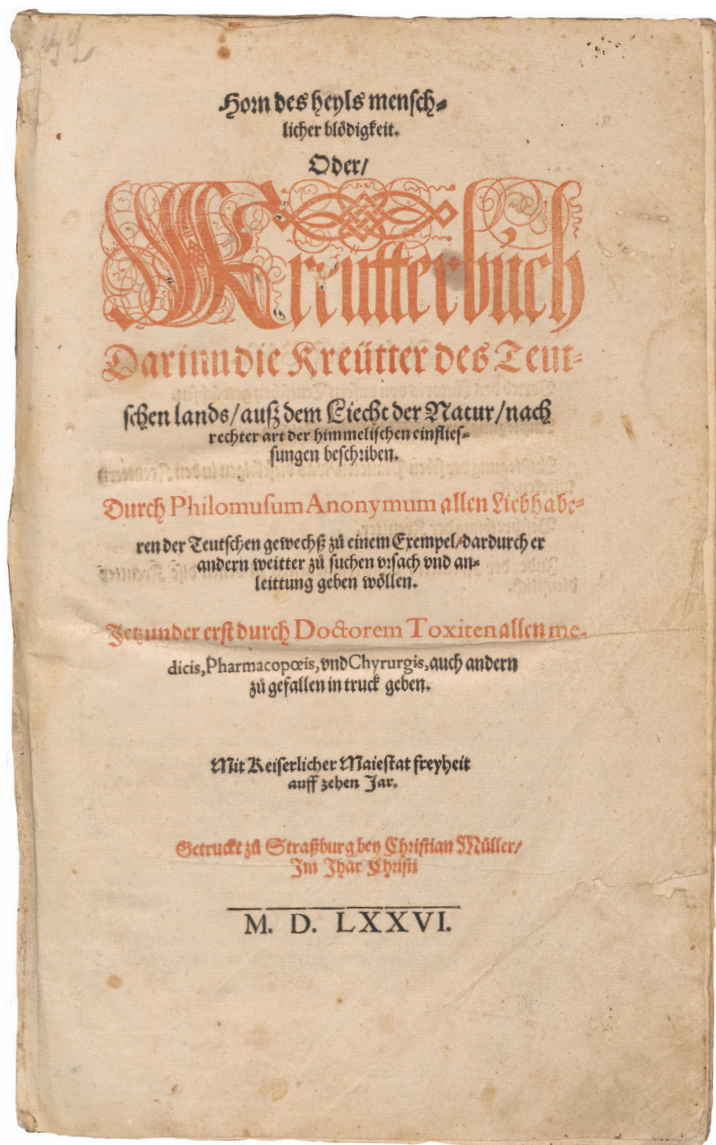 Horn des heyls mensch-
licher blödigkeit.
Oder/
Kreütterbůch
Darinn die Kreütter des Teut-
schen lands/ auß dem Liecht der Natur/ nach
rechter art der himmelischen einflies-
sungen beschriben.
Durch Philomusum Anonymum allen Liebhabe-
ren der Teutschen gewechß zů einem Exempel/ dardurch er
andern weitter zů suchen vrsach vnd an-
leittung geben wöllen.
Jetzunder erst durch Doctorem Toxiten allen me-
dicis, Pharmacopœis, vnd Chyrurgis, auch andern
zů gefallen in truck geben.
Mit Keiserlicher Maiestat freyheit
auff zehen Jar.
Getruckt zů Straßburg bey Christian Müller/
Im Jhar Christi
M. D. LXXVI.